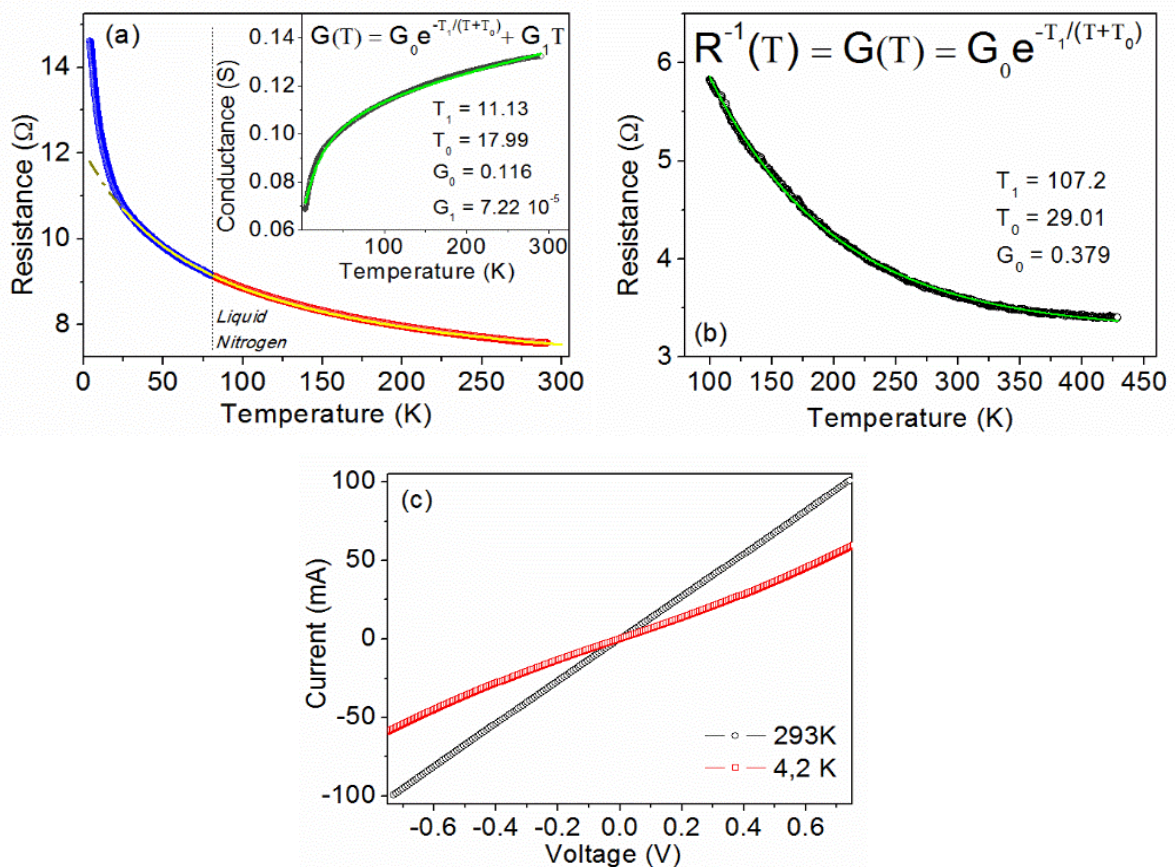 (a)
G(T) = G₀e^-T₁/(T+T₀) + G₁T
T₁ = 11.13
T₀ = 17.99
G₀ = 0.116
G₁ = 7.22 10⁻⁵
0.14
0.12
0.10
0.08
0.06
Conductance (S)
100 200 300
Temperature (K)
Liquid
Nitrogen
14
12
10
8
Resistance (Ω)
0 50 100 150 200 250 300
Temperature (K)
R⁻¹(T) = G(T) = G₀e^-T₁/(T+T₀)
T₁ = 107.2
T₀ = 29.01
G₀ = 0.379
(b)
6
5
4
3
Resistance (Ω)
100 150 200 250 300 350 400 450
Temperature (K)
(c)
100
50
0
-50
-100
Current (mA)
293K
4,2 K
-0.6 -0.4 -0.2 0.0 0.2 0.4 0.6
Voltage (V)